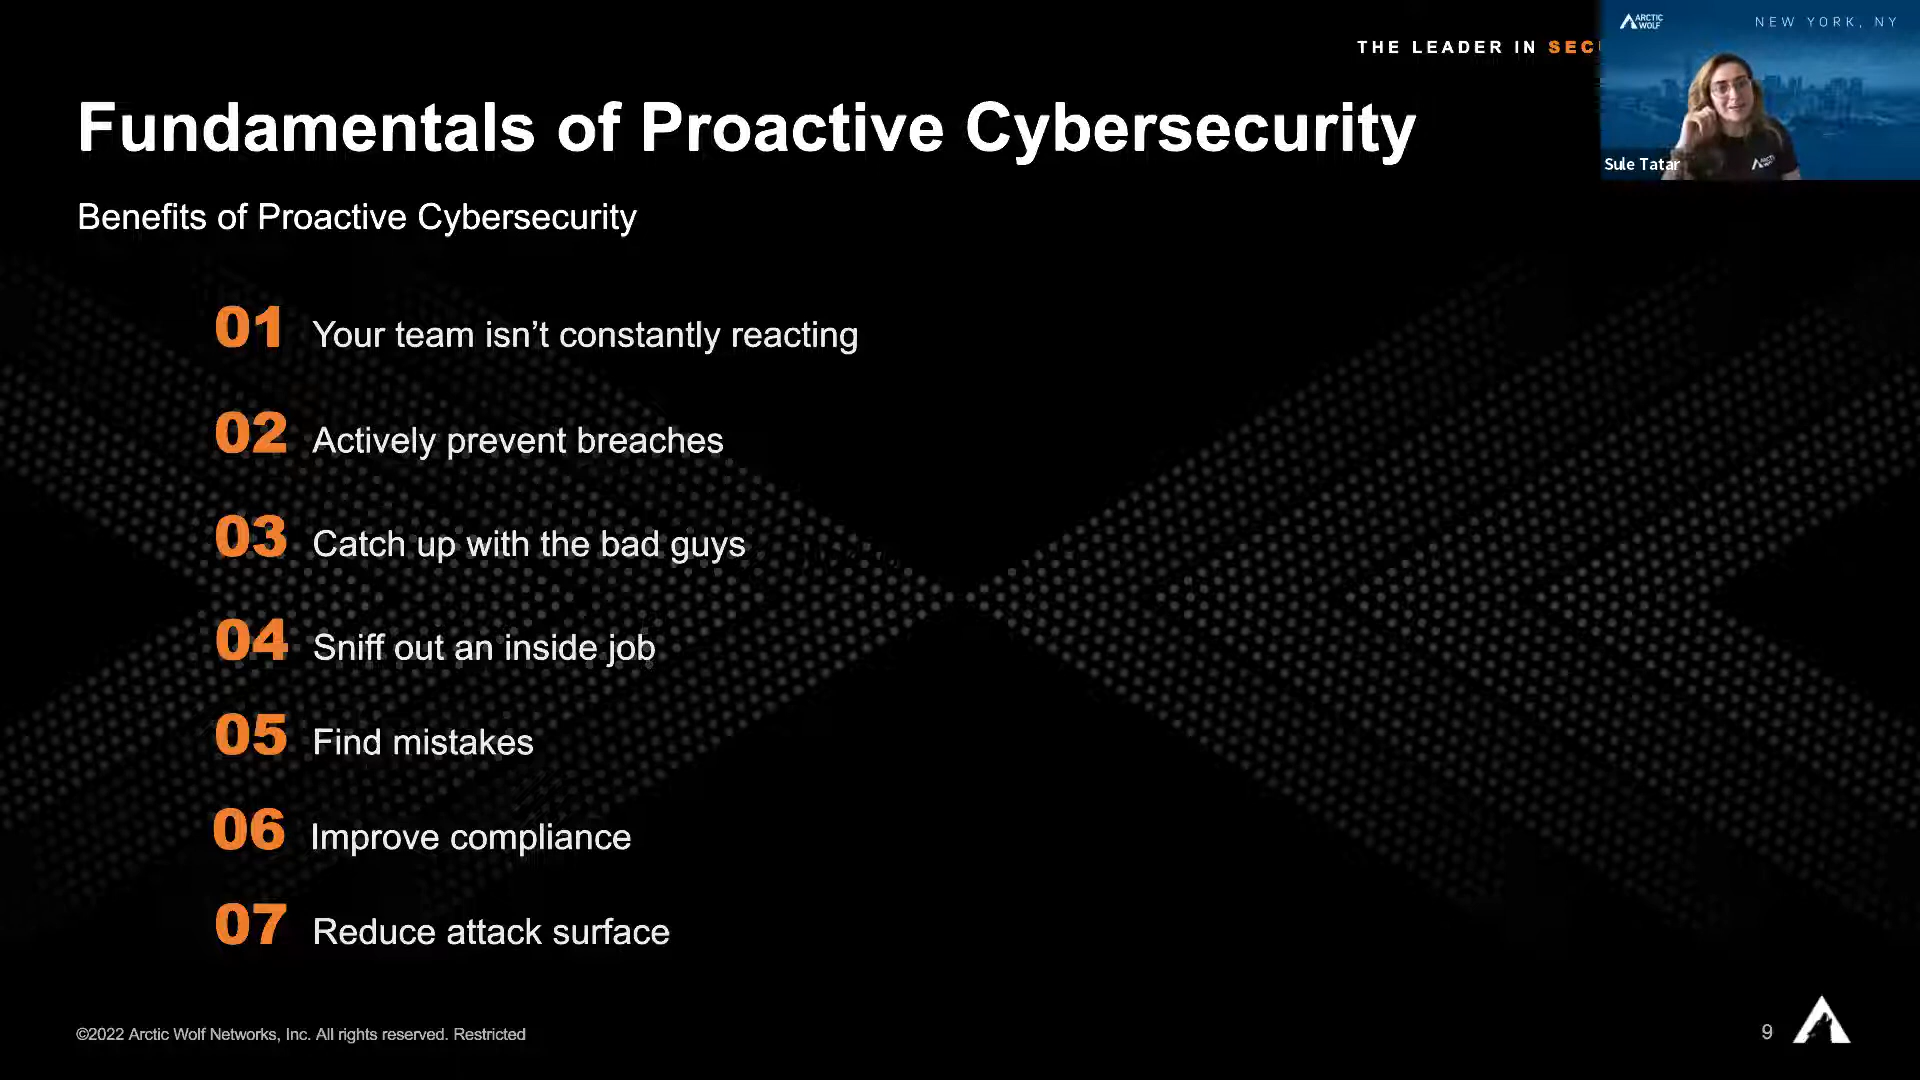 ARCTIC
WOLF
NEW YORK, NY
THE LEADER IN
Fundamentals of Proactive Cybersecurity
Sule Tatar
Benefits of Proactive Cybersecurity
01 Your team isn’t constantly reacting
02 Actively prevent breaches
03 Catch up with the bad guys
04 Sniff out an inside job
05 Find mistakes
06 Improve compliance
07 Reduce attack surface
©2022 Arctic Wolf Networks, Inc. All rights reserved. Restricted
9